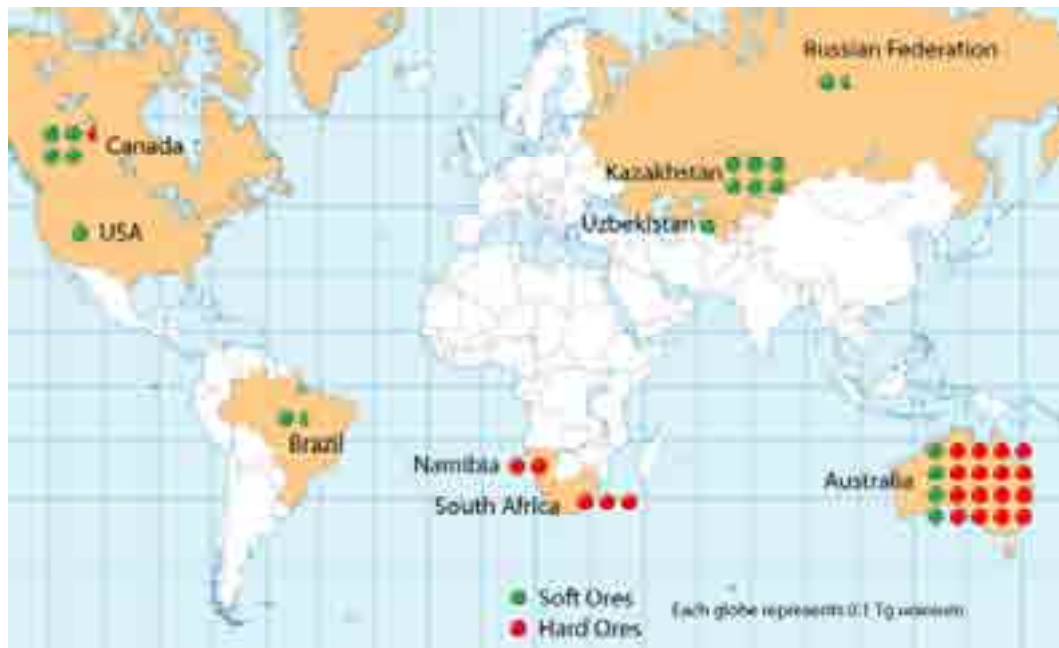 Russian Federation
Canada
Kazakhstan
USA
Uzbekistan
Brazil
Namibia
Australia
South Africa
Soft Ores
Each globe represents 0.1 Tg uranium
Hard Ores